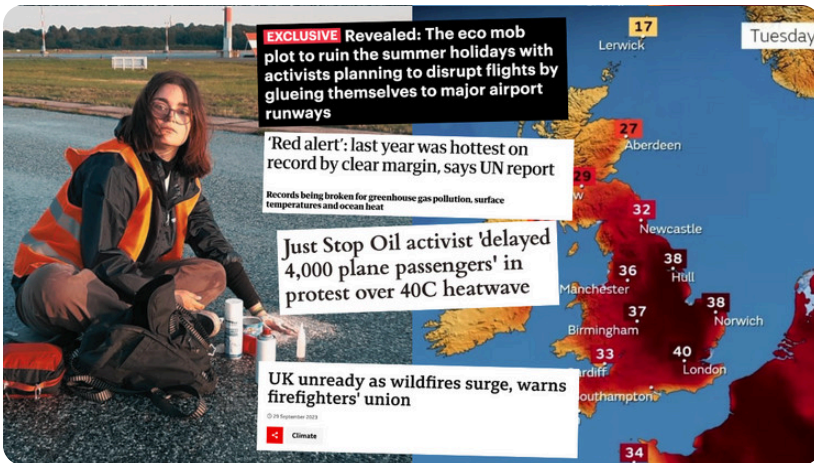 EXCLUSIVE Revealed: The eco mob
plot to ruin the summer holidays with
activists planning to disrupt flights by
glueing themselves to major airport
runways
'Red alert': last year was hottest on
record by clear margin, says UN report
Records being broken for greenhouse gas pollution, surface
temperatures and ocean heat
Just Stop Oil activist 'delayed
4,000 plane passengers' in
protest over 40C heatwave
UK unready as wildfires surge, warns
firefighters' union
29 September 2023
Climate
Tuesday
17
Lerwick
27
Aberdeen
29
w
32
Newcastle
38
Hull
36
Manchester
38
Norwich
37
Birmingham
40
London
33
rdiff
outhampton
34